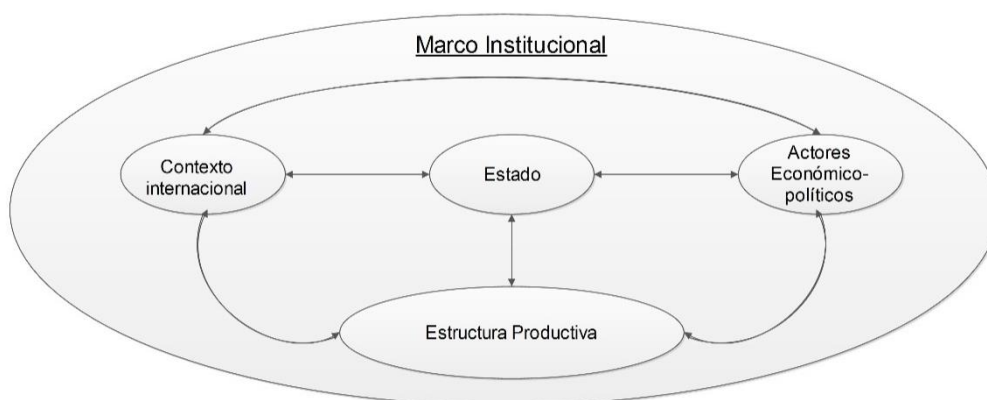 Marco Institucional
Contexto
internacional
Estado
Actores
Económico-
políticos
Estructura Productiva